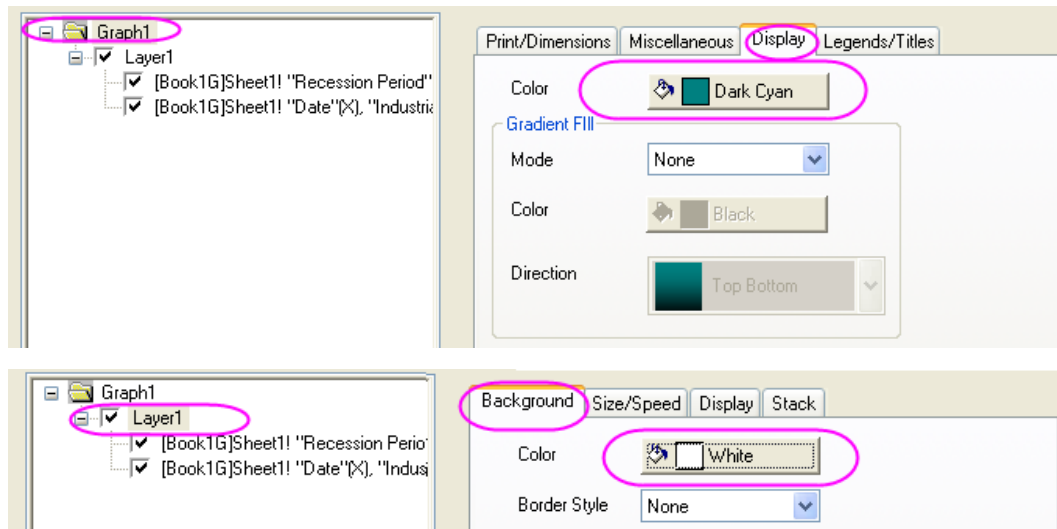 Graph1
Layer1
[Book1G]Sheet1! "Recession Period"
[Book1G]Sheet1! "Date"(X), "Industria
Print/Dimensions Miscellaneous Display Legends/Titles
Color Dark Cyan
Gradient FIll
Mode None
Color Black
Direction Top Bottom
Graph1
Layer1
[Book1G]Sheet1! "Recession Perio
[Book1G]Sheet1! "Date"(X), "Indus
Background Size/Speed Display Stack
Color White
Border Style None